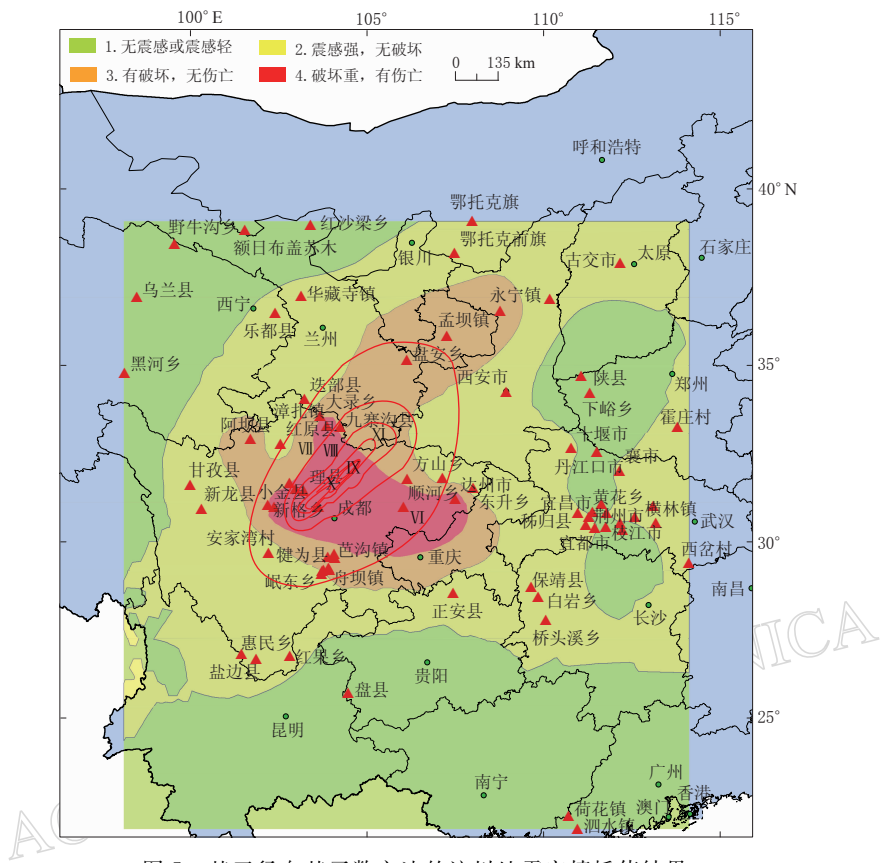 100° E 105° 110° 115°
1.无震感或震感轻
2.震感强，无破坏
3.有破坏，无伤亡
4.破坏重，有伤亡
0 135 km
呼和浩特
40° N
鄂托克旗
野牛沟乡
红沙梁乡
额日布盖苏木
银川
鄂托克前旗
古交市
太原
石家庄
乌兰县
西宁
华藏寺镇
永宁镇
乐都县
兰州
孟坝镇
盘安乡
35°
黑河乡
西安市
陕县
郑州
迭部县
大录乡
下峪乡
霍庄村
漳扎镇
九寨沟县
阿坝县
红原县
十堰市
Ⅶ
Ⅷ
Ⅺ
丹江口市
襄市
甘孜县
理县
Ⅸ
Ⅹ
方山乡
达州市
新龙县
小金县
顺河乡
东升乡
宜昌市
黄花乡
新格乡
成都
Ⅵ
秭归县
荆州市
横林镇
武汉
枝江市
宜都市
安家湾村
30°
犍为县
芭沟镇
重庆
西岔村
岷东乡
舟坝镇
保靖县
南昌
正安县
白岩乡
长沙
桥头溪乡
惠民乡
盐边县
红果乡
贵阳
盘县
25°
昆明
南宁
广州
香港
荷花镇
澳门
泗水镇